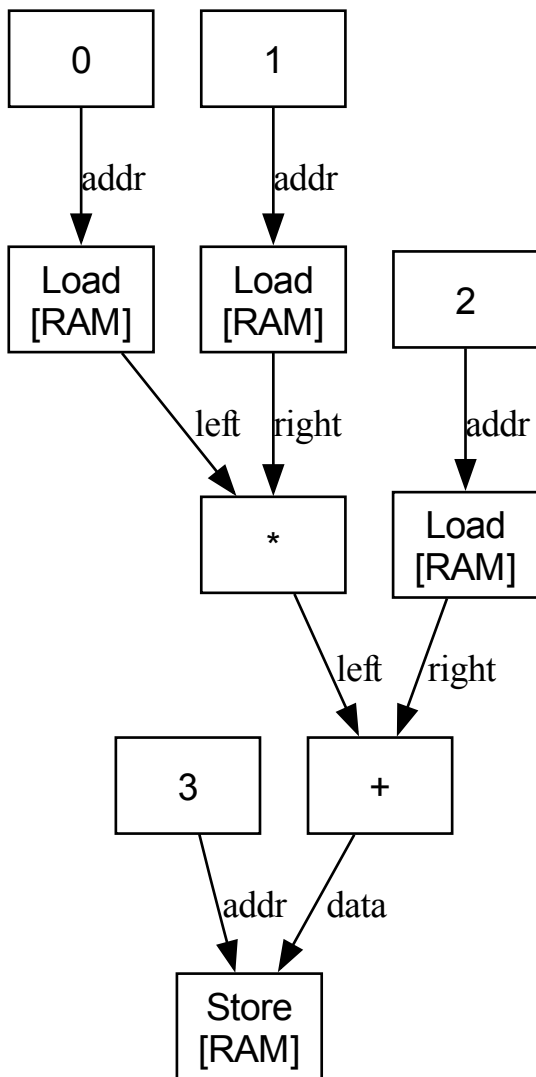 0
1
addr
addr
Load
[RAM]
Load
[RAM]
2
left
right
addr
*
Load
[RAM]
left
right
3
+
addr
data
Store
[RAM]